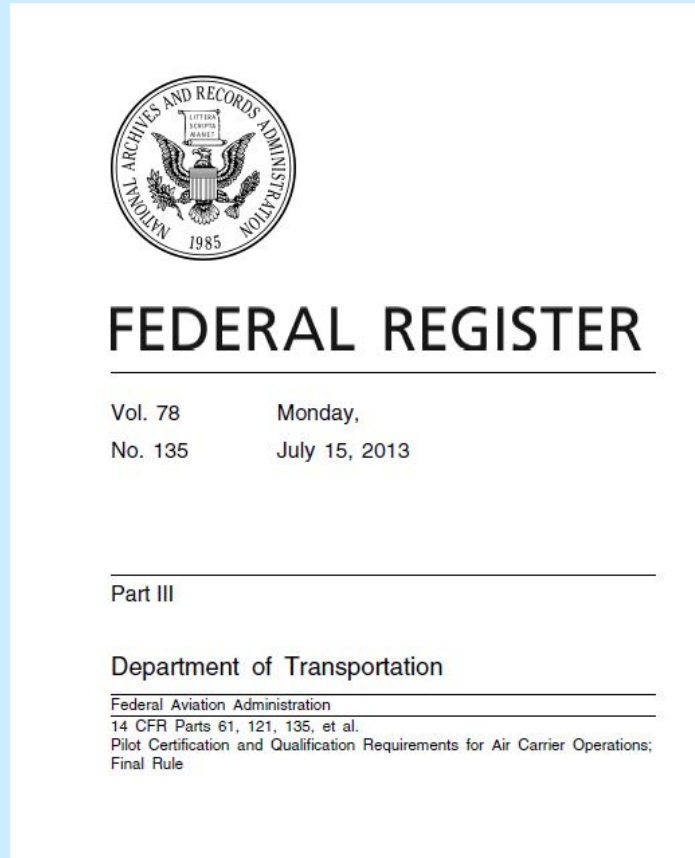 NATIONAL ARCHIVES AND RECORDS ADMINISTRATION
LITTERA
SCRIPTA
MANET
1985
FEDERAL REGISTER
Vol. 78 Monday,
No. 135 July 15, 2013
Part III
Department of Transportation
Federal Aviation Administration
14 CFR Parts 61, 121, 135, et al.
Pilot Certification and Qualification Requirements for Air Carrier Operations;
Final Rule